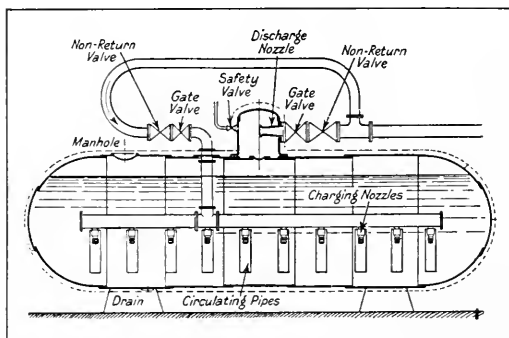 Non-Return
Valve
Gate
Valve
Safety
Valve
Discharge
Nozzle
Gate
Valve
Non-Return
Valve
Manhole
Charging Nozzles
Drain
Circulating Pipes